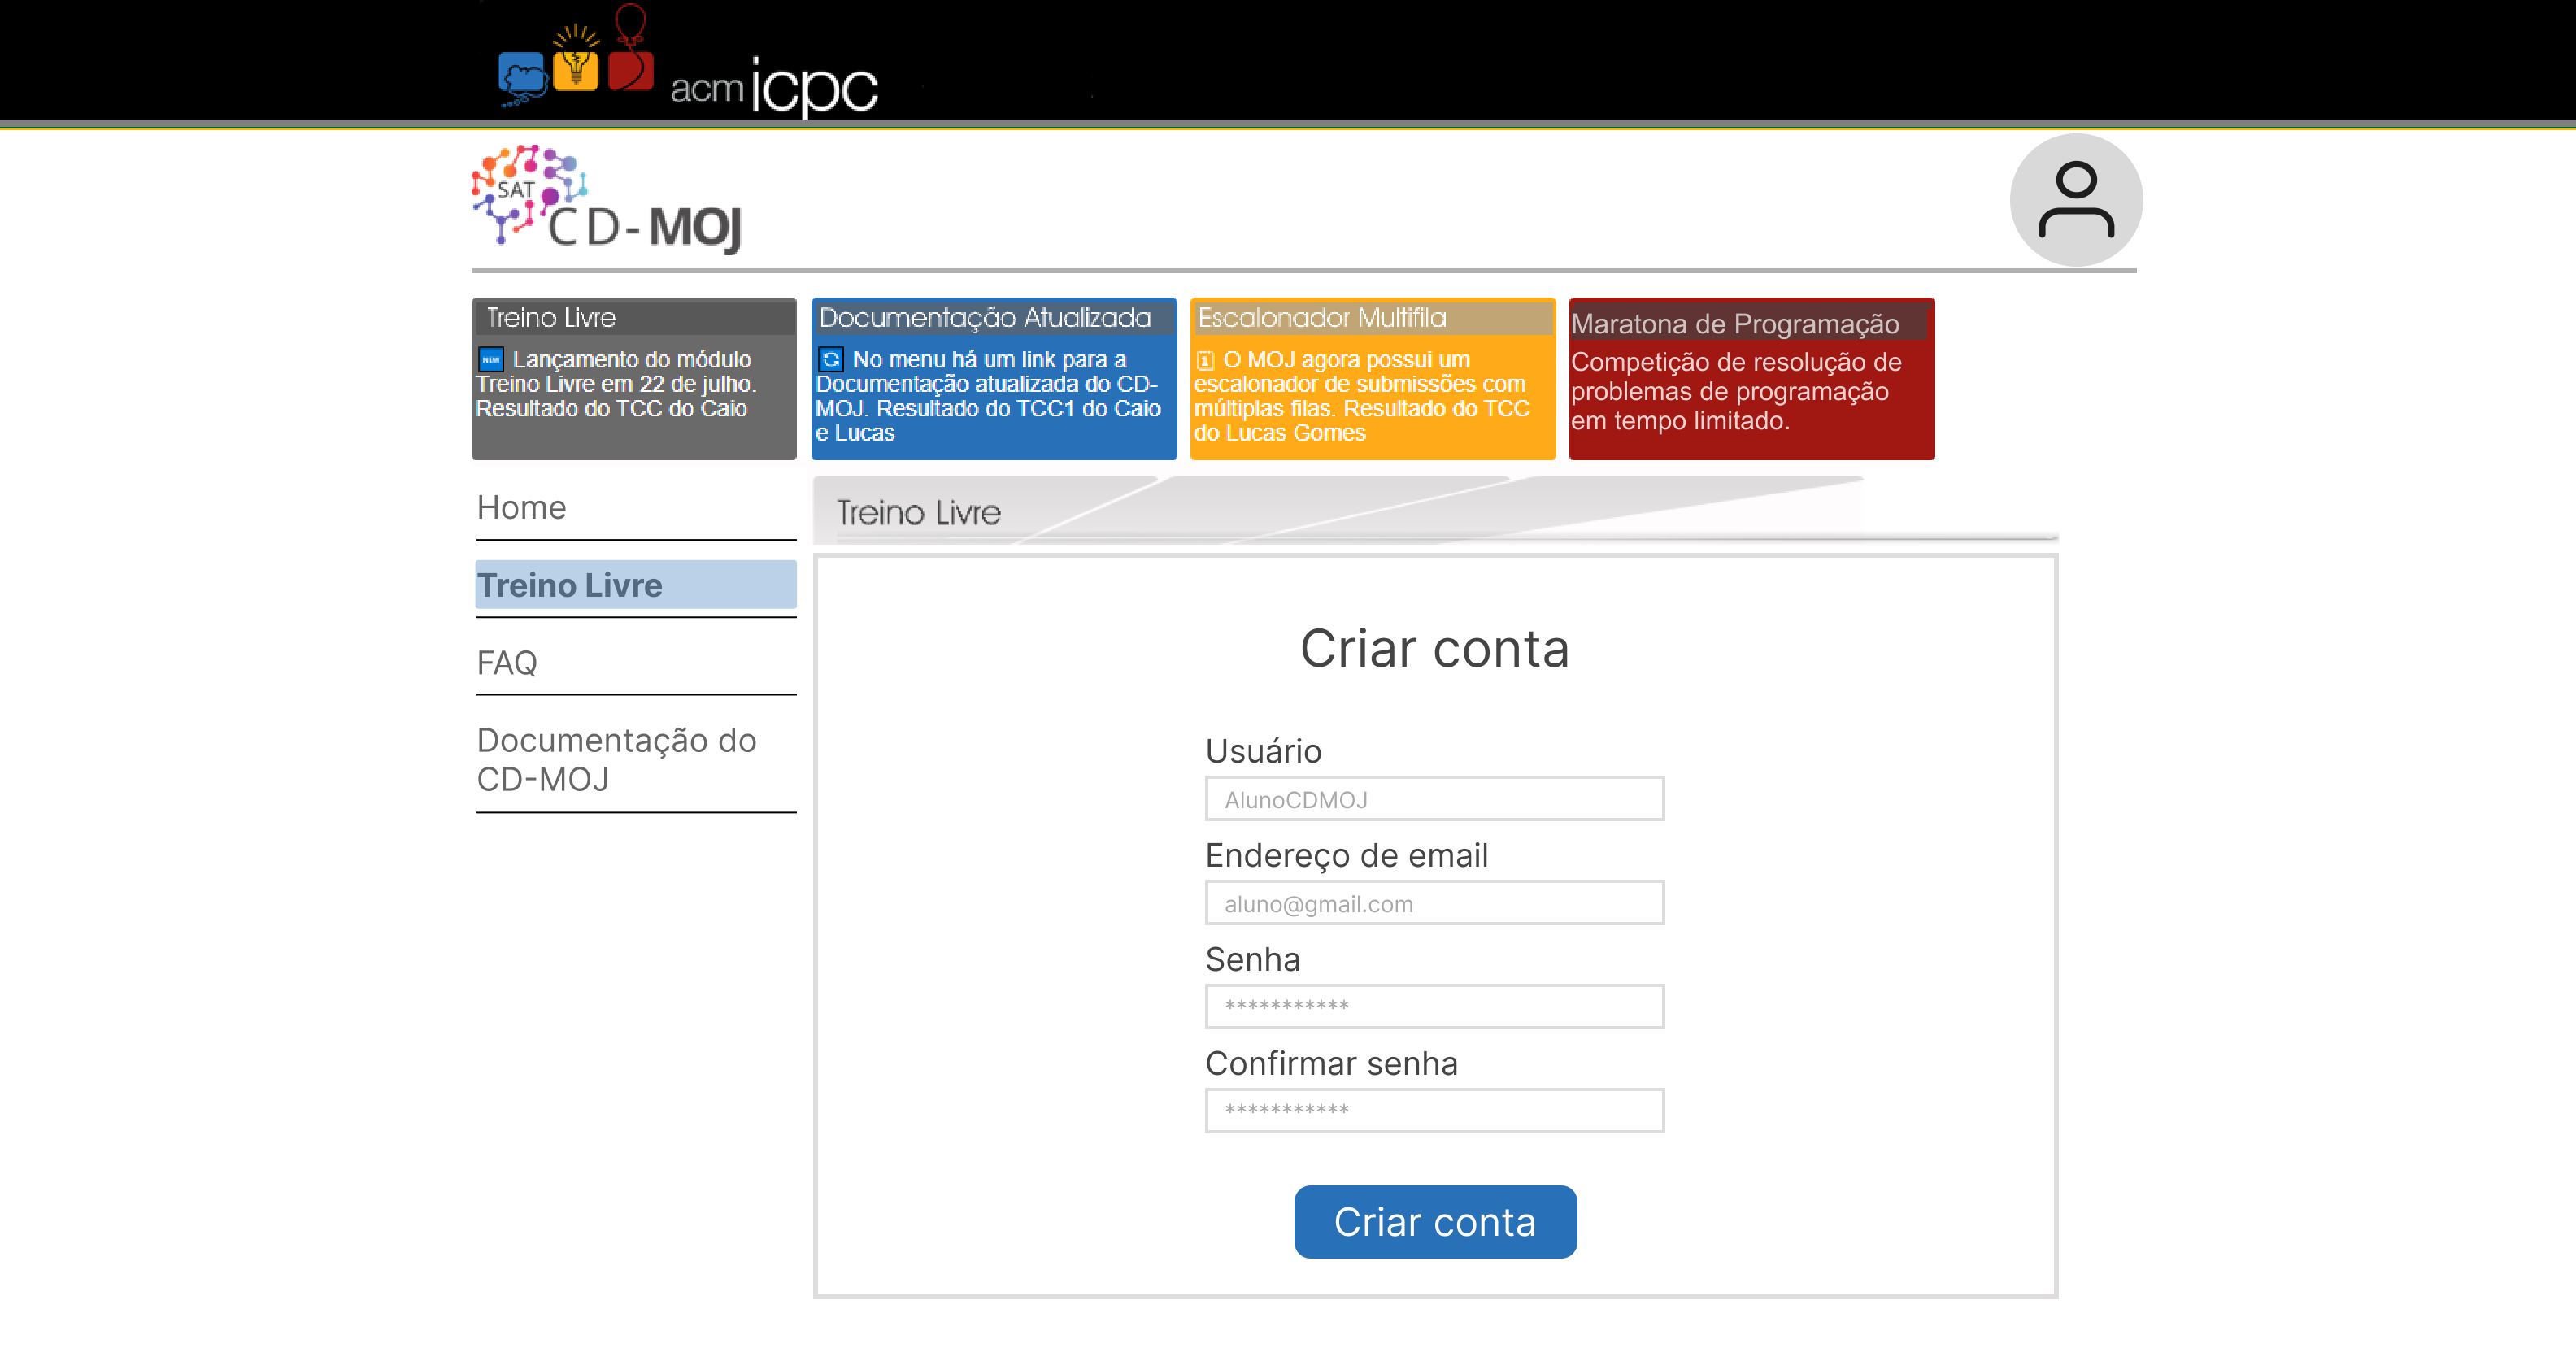 acm icpc
SAT
CD-MOJ
Treino Livre
NEW Lançamento do módulo
Treino Livre em 22 de julho.
Resultado do TCC do Caio
Documentação Atualizada
No menu há um link para a
Documentação atualizada do CD-
MOJ. Resultado do TCC1 do Caio
e Lucas
Escalonador Multifila
O MOJ agora possui um
escalonador de submissões com
múltiplas filas. Resultado do TCC
do Lucas Gomes
Maratona de Programação
Competição de resolução de
problemas de programação
em tempo limitado.
Home
Treino Livre
FAQ
Documentação do
CD-MOJ
Treino Livre
Criar conta
Usuário
AlunoCDMOJ
Endereço de email
aluno@gmail.com
Senha
***********
Confirmar senha
***********
Criar conta